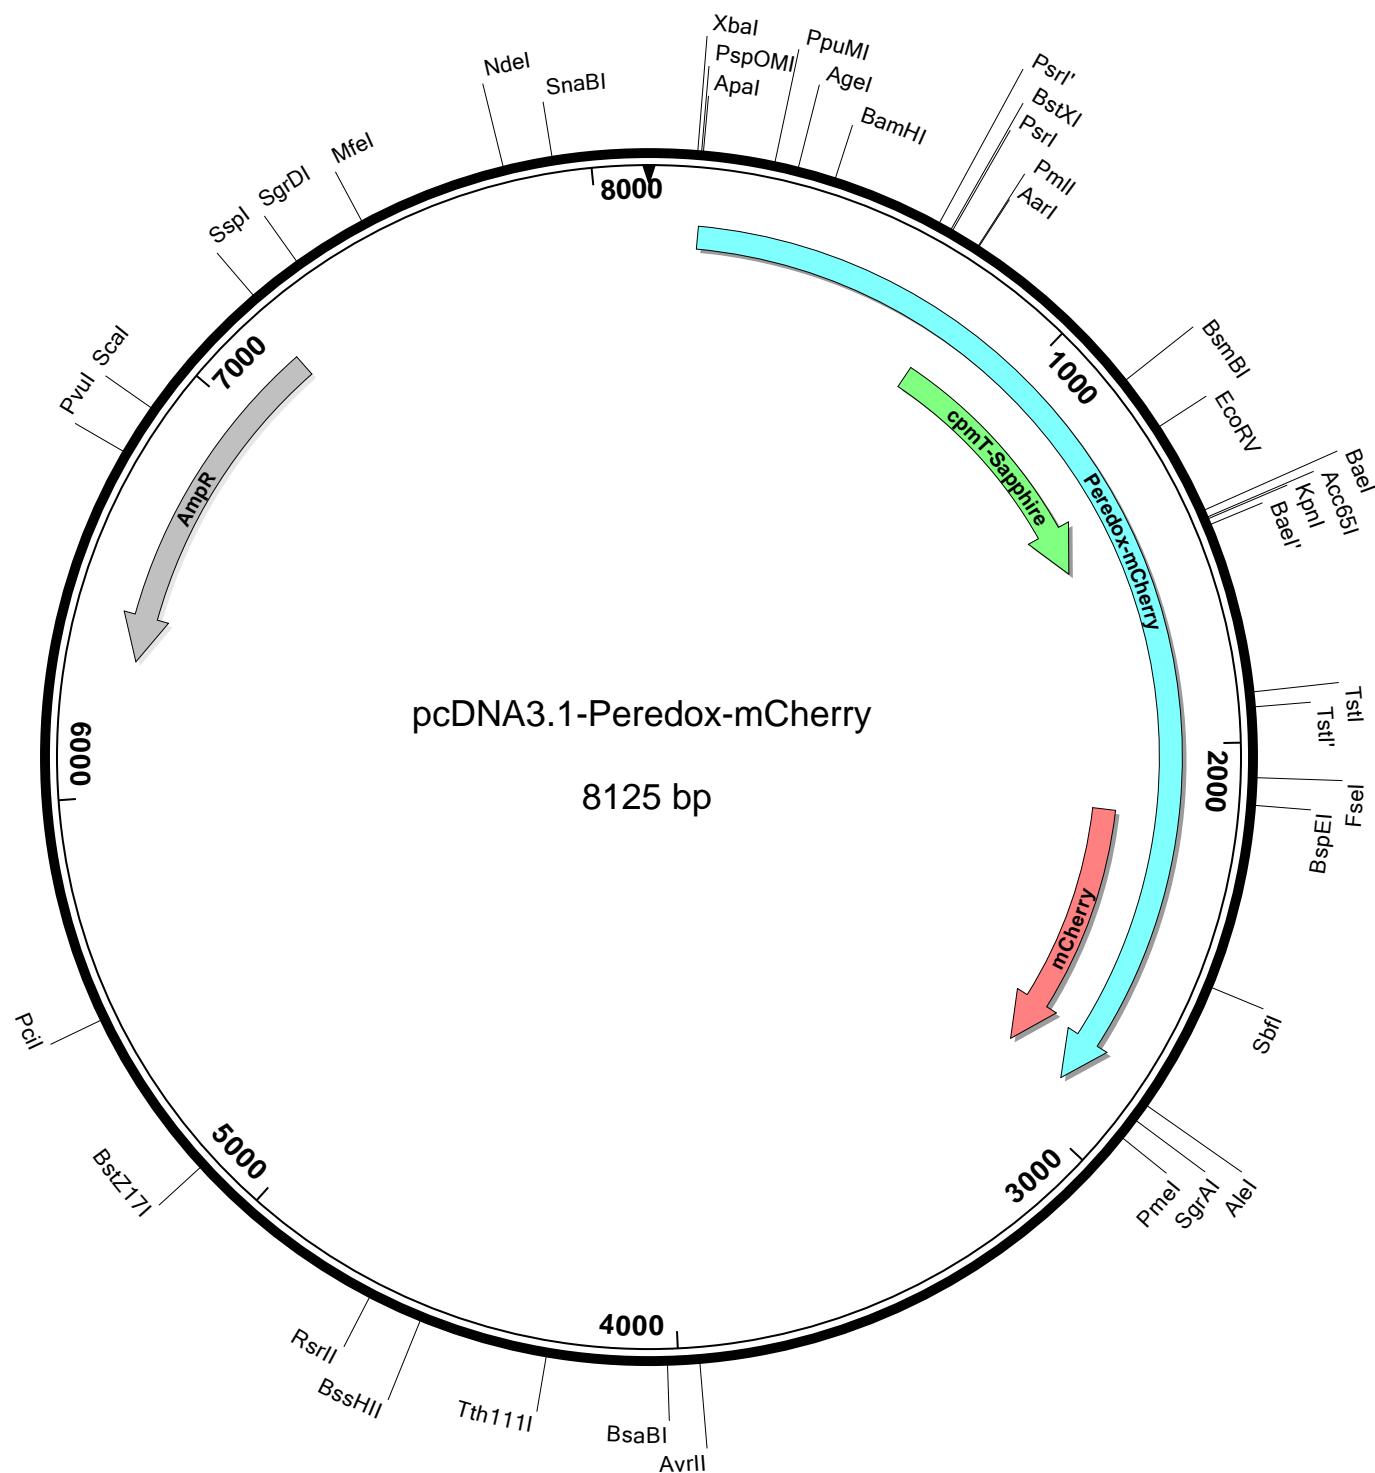 XbaI
PspOMI
ApaI
PpuMI
AgeI
BamHI
PsrI'
BstXI
PsrI
PmlI
AarI
BsmBI
EcoRV
BaeI
Acc65I
KpnI
BaeI'
TstI
TstI'
FseI
BspEI
SbfI
AleI
SgrAI
PmeI
AvrII
BsaBI
Tth111I
BssHII
RsrII
BstZ17I
PciI
PvuI
ScaI
SspI
SgrDI
MfeI
NdeI
SnaBI
8000
1000
2000
3000
4000
5000
6000
7000
AmpR
cpmT-Sapphire
Peredox-mCherry
mCherry
pcDNA3.1-Peredox-mCherry
8125 bp